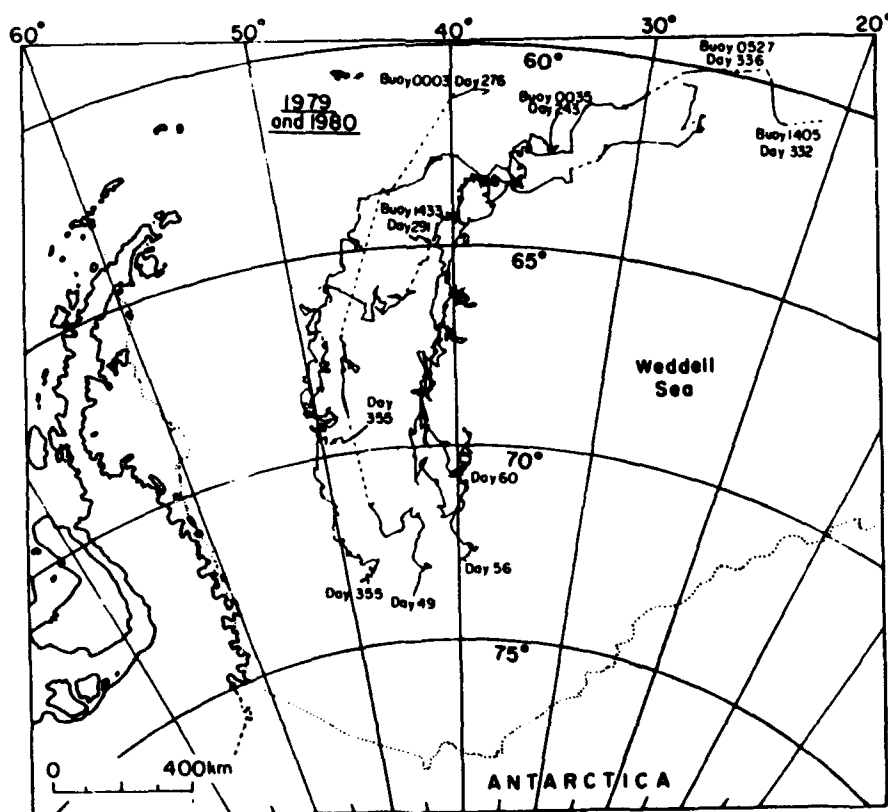 60°
50°
40°
30°
20°
60°
Buoy 0527
Day 336
Buoy 0003 Day 276
1979
and 1980
Buoy 0035
Day 243
Buoy 1405
Day 332
Buoy 1433
Day 291
65°
Weddell
Sea
Day
355
70°
Day 60
Day 56
Day 355
Day 49
75°
0 400km
ANTARCTICA